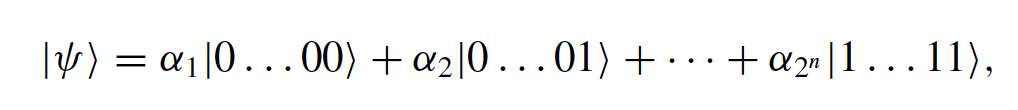 |ψ⟩ = α₁|0 . . . 00⟩ + α₂|0 . . . 01⟩ + · · · + α₂ⁿ|1 . . . 11⟩,